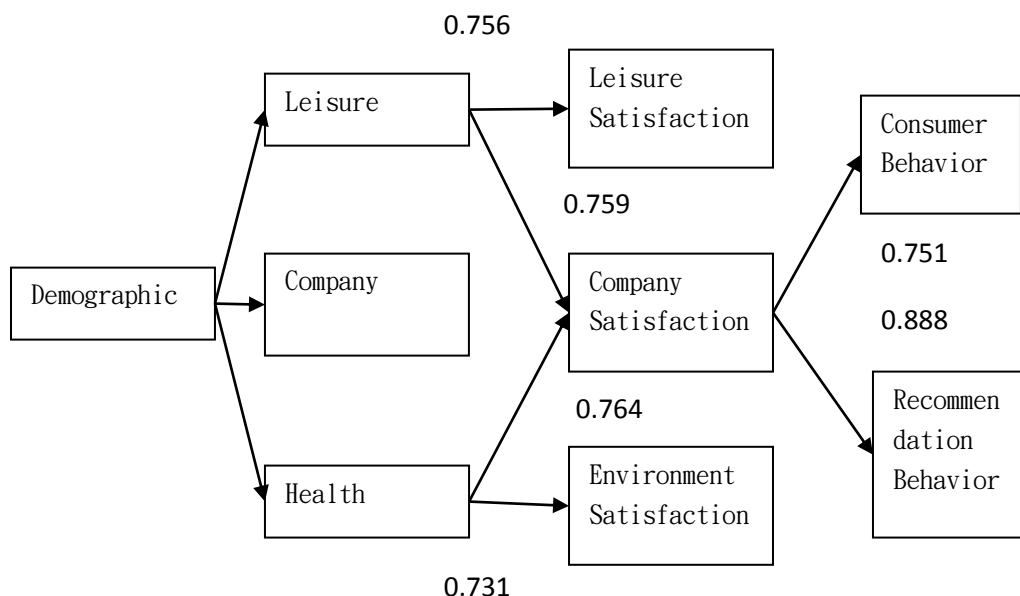 0.756
Leisure
Leisure
Satisfaction
Consumer
Behavior
0.759
0.751
Demographic
Company
Company
Satisfaction
0.888
0.764
Recommen
dation
Behavior
Health
Environment
Satisfaction
0.731